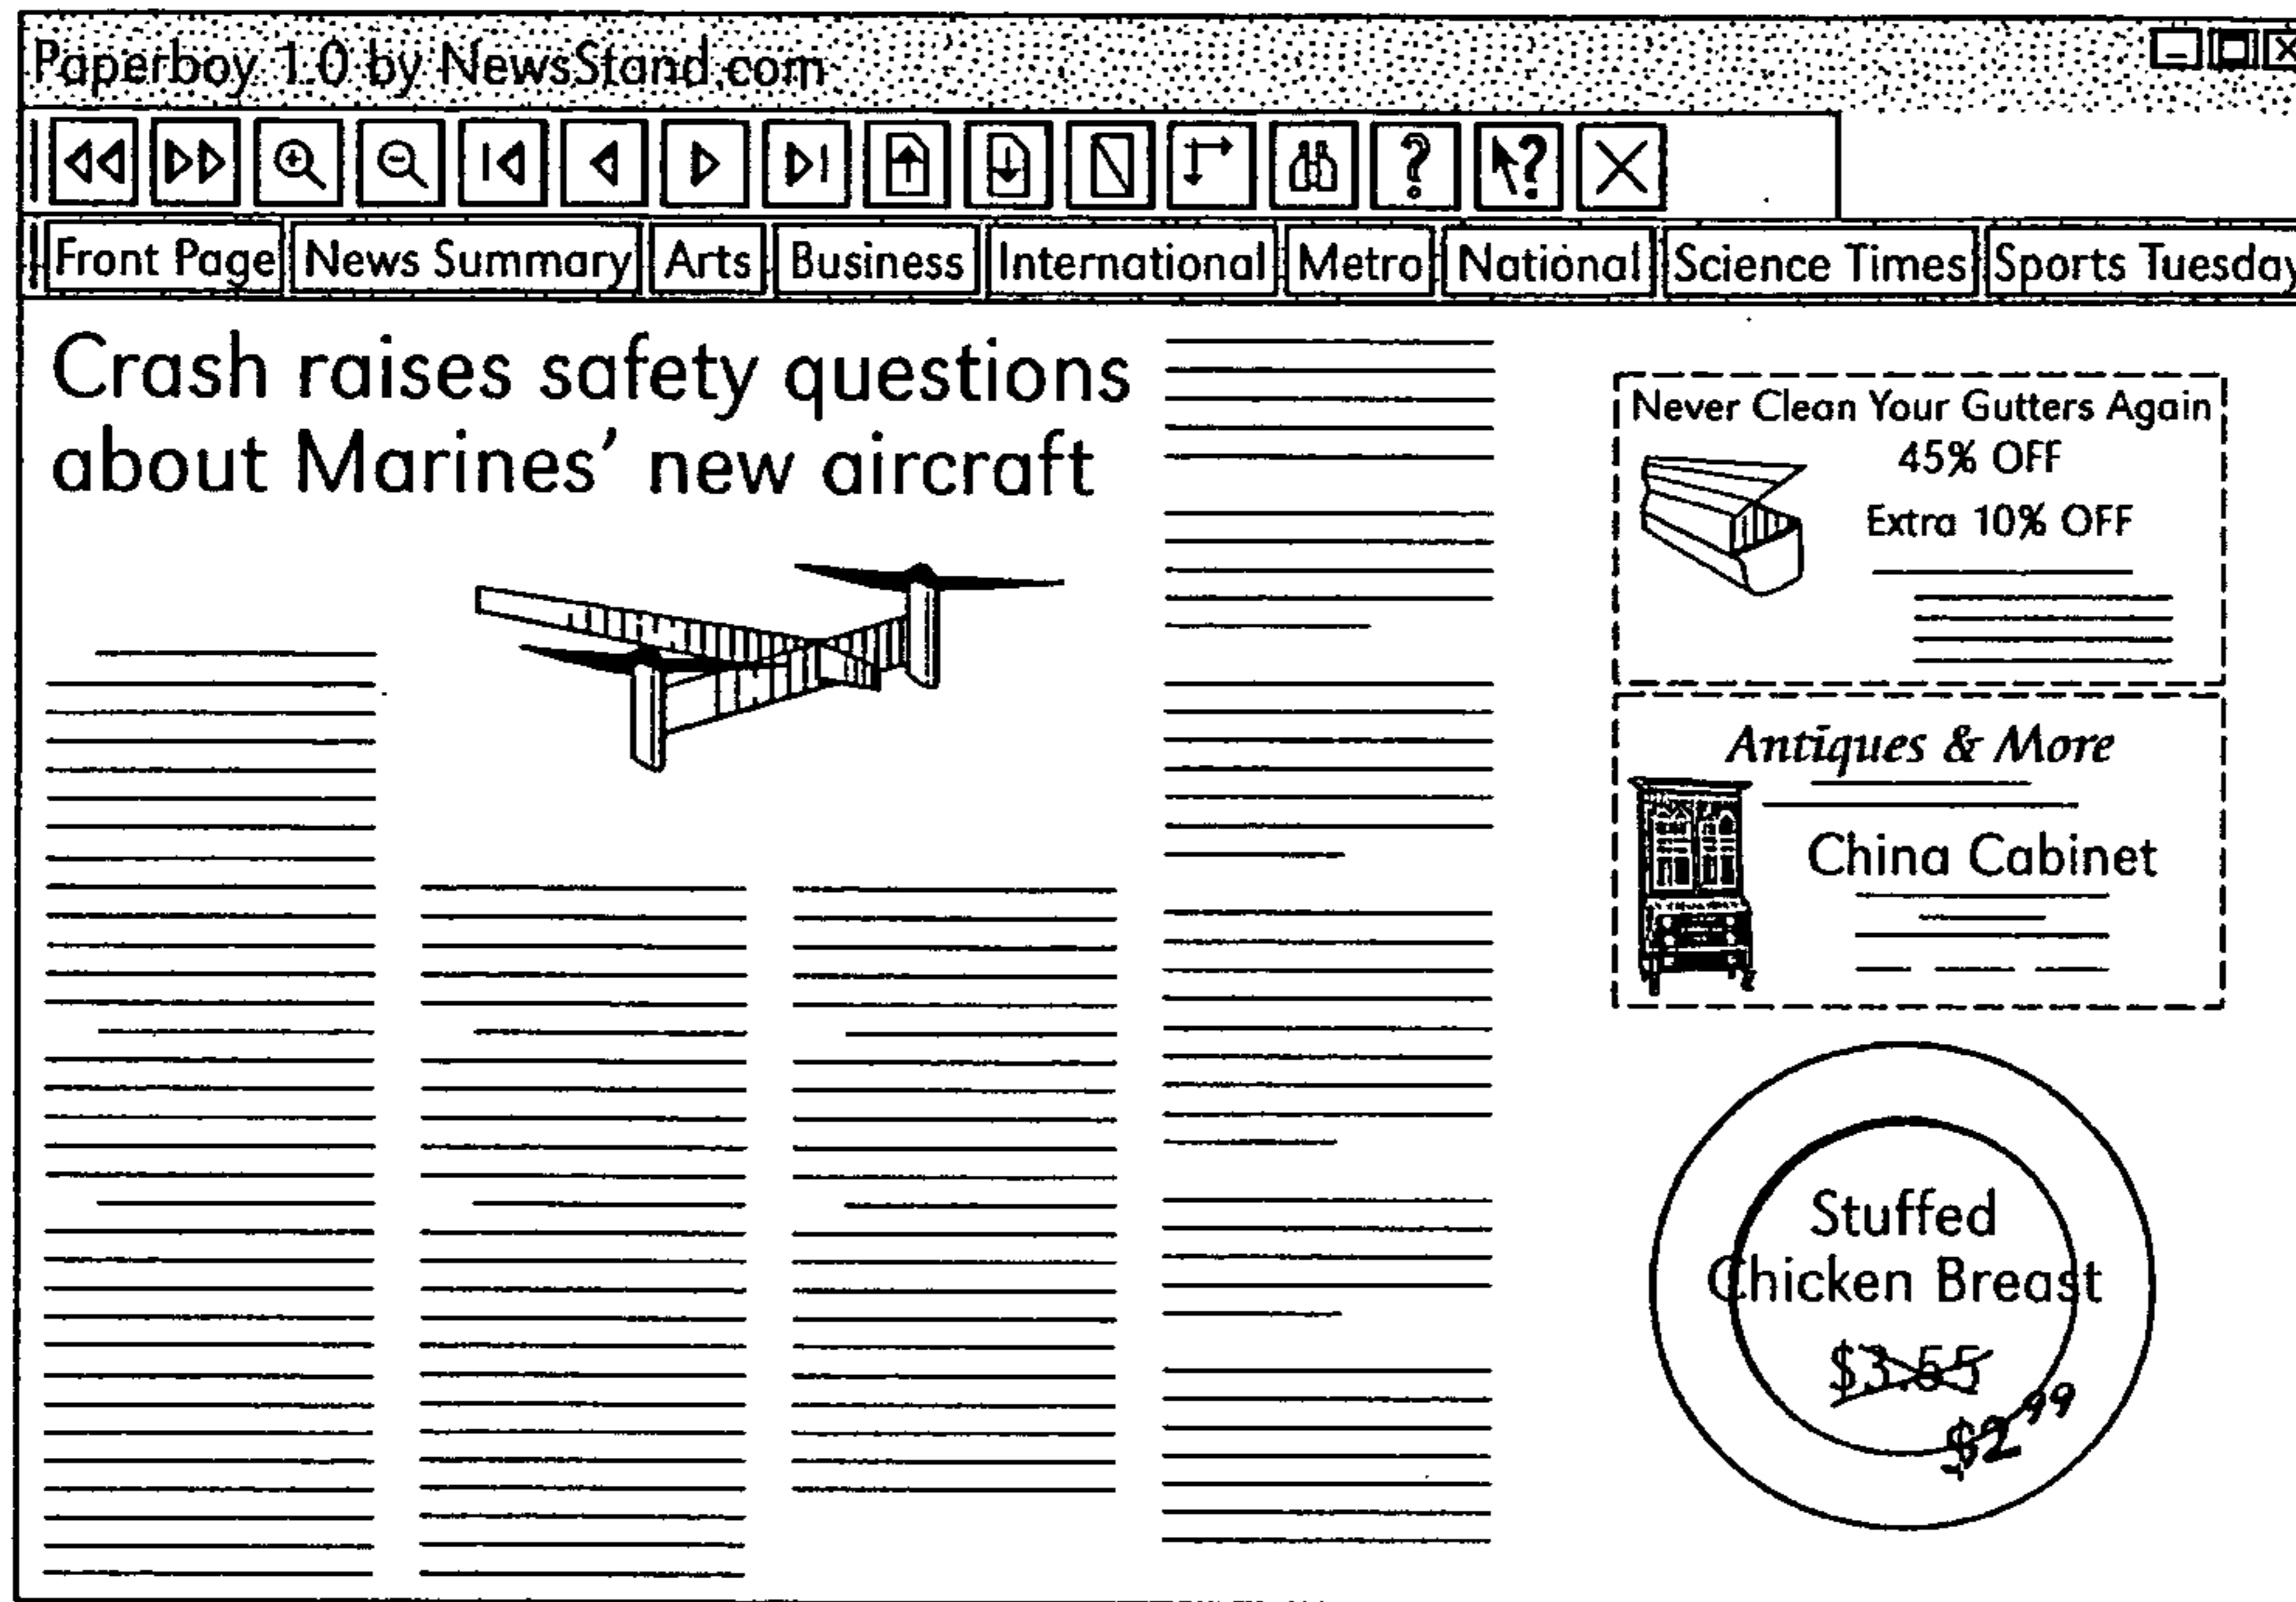 Paperboy 1.0 by NewsStand.com
Front Page News Summary Arts Business International Metro National Science Times Sports Tuesday
Crash raises safety questions
about Marines' new aircraft
Never Clean Your Gutters Again
45% OFF
Extra 10% OFF
Antiques & More
China Cabinet
Stuffed
Chicken Breast
$3.55
$2.99